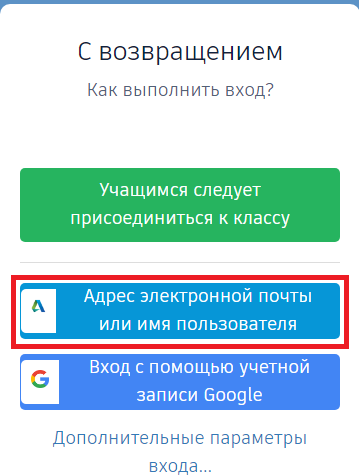 С возвращением
Как выполнить вход?
Учащимся следует
присоединиться к классу
Адрес электронной почты
или имя пользователя
Вход с помощью учетной
записи Google
Дополнительные параметры
входа...